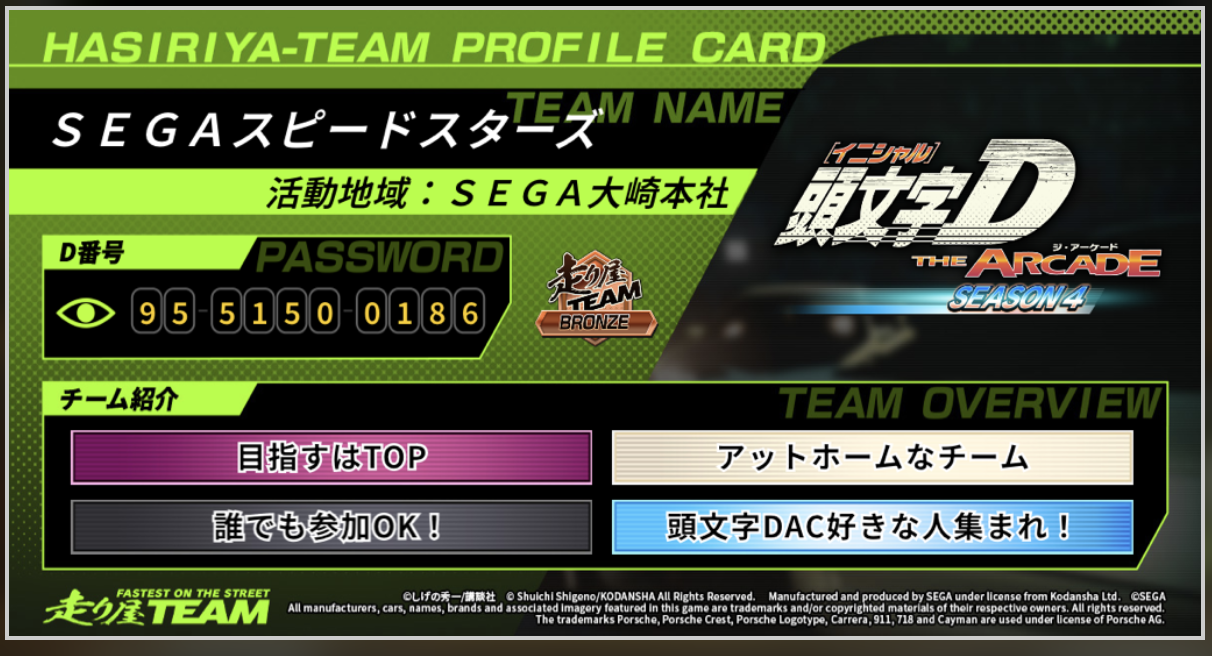 HASIRIYA-TEAM PROFILE CARD
TEAM NAME
ＳＥＧＡスピードスターズ
活動地域：ＳＥＧＡ大崎本社
[イニシャル]
頭文字D
ジ・アーケード
THE ARCADE
SEASON 4
D番号
PASSWORD
95-5150-0186
走り屋
TEAM
BRONZE
チーム紹介
TEAM OVERVIEW
目指すはTOP
アットホームなチーム
誰でも参加OK！
頭文字DAC好きな人集まれ！
FASTEST ON THE STREET
走り屋TEAM
©しげの秀一/講談社 © Shuichi Shigeno/KODANSHA All Rights Reserved. Manufactured and produced by SEGA under license from Kodansha Ltd. ©SEGA
All manufacturers, cars, names, brands and associated imagery featured in this game are trademarks and/or copyrighted materials of their respective owners. All rights reserved.
The trademarks Porsche, Porsche Crest, Porsche Logotype, Carrera, 911, 718 and Cayman are used under license of Porsche AG.